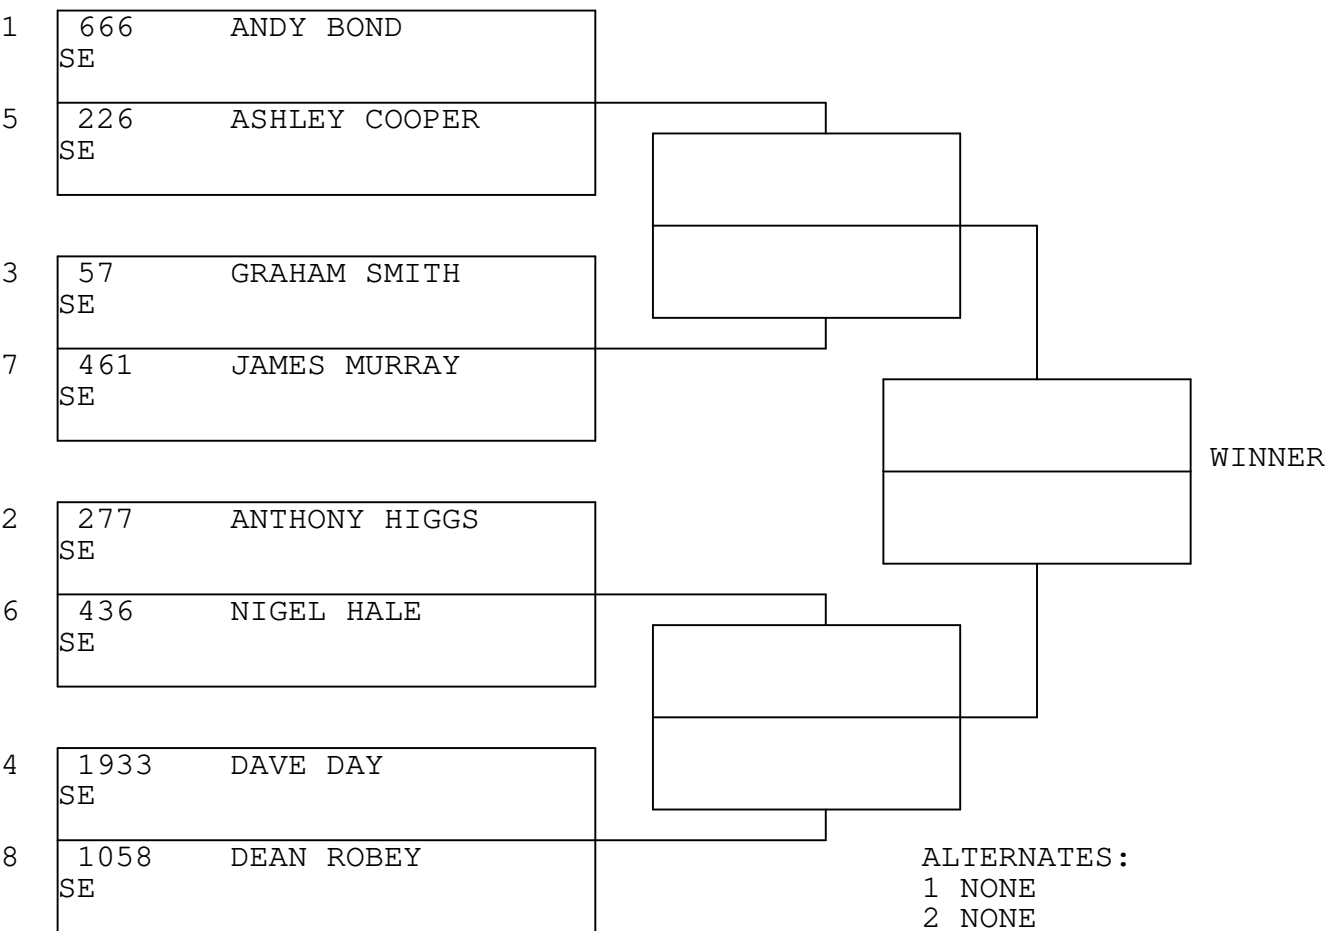 1 666 ANDY BOND
SE
5 226 ASHLEY COOPER
SE
3 57 GRAHAM SMITH
SE
7 461 JAMES MURRAY
SE
WINNER
2 277 ANTHONY HIGGS
SE
6 436 NIGEL HALE
SE
4 1933 DAVE DAY
SE
8 1058 DEAN ROBEY
SE
ALTERNATES:
1 NONE
2 NONE